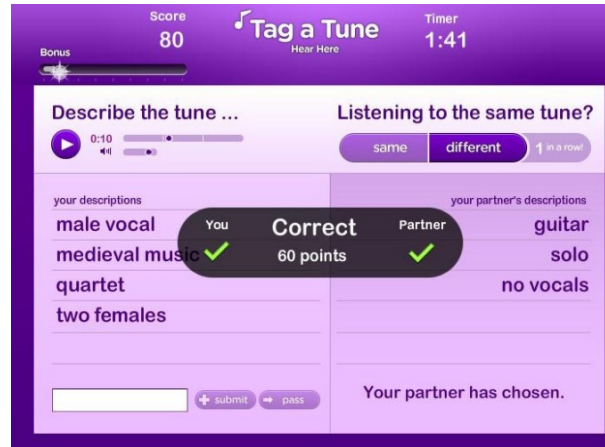 Score
80
Tag a Tune
Hear Here
Timer
1:41
Bonus
Describe the tune ...
0:10
Listening to the same tune?
same different 1 in a row!
your descriptions
male vocal
medieval music
quartet
two females
You Correct Partner
60 points
your partner's descriptions
guitar
solo
no vocals
submit pass
Your partner has chosen.